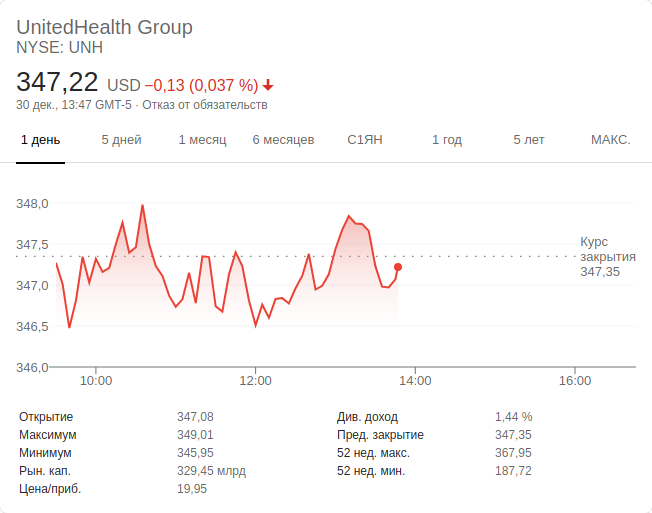 UnitedHealth Group
NYSE: UNH
347,22 USD −0,13 (0,037 %)
30 дек., 13:47 GMT-5 · Отказ от обязательств
1 день 5 дней 1 месяц 6 месяцев С1ЯН 1 год 5 лет МАКС.
348,0
347,5
347,0
346,5
346,0
Курс
закрытия
347,35
10:00 12:00 14:00 16:00
Открытие 347,08 Див. доход 1,44 %
Максимум 349,01 Пред. закрытие 347,35
Минимум 345,95 52 нед. макс. 367,95
Рын. кап. 329,45 млрд 52 нед. мин. 187,72
Цена/приб. 19,95